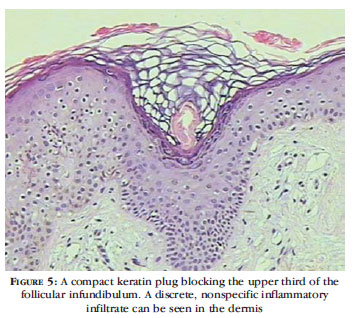 FIGURE 5: A compact keratin plug blocking the upper third of the
follicular infundibulum. A discrete, nonspecific inflammatory
infiltrate can be seen in the dermis